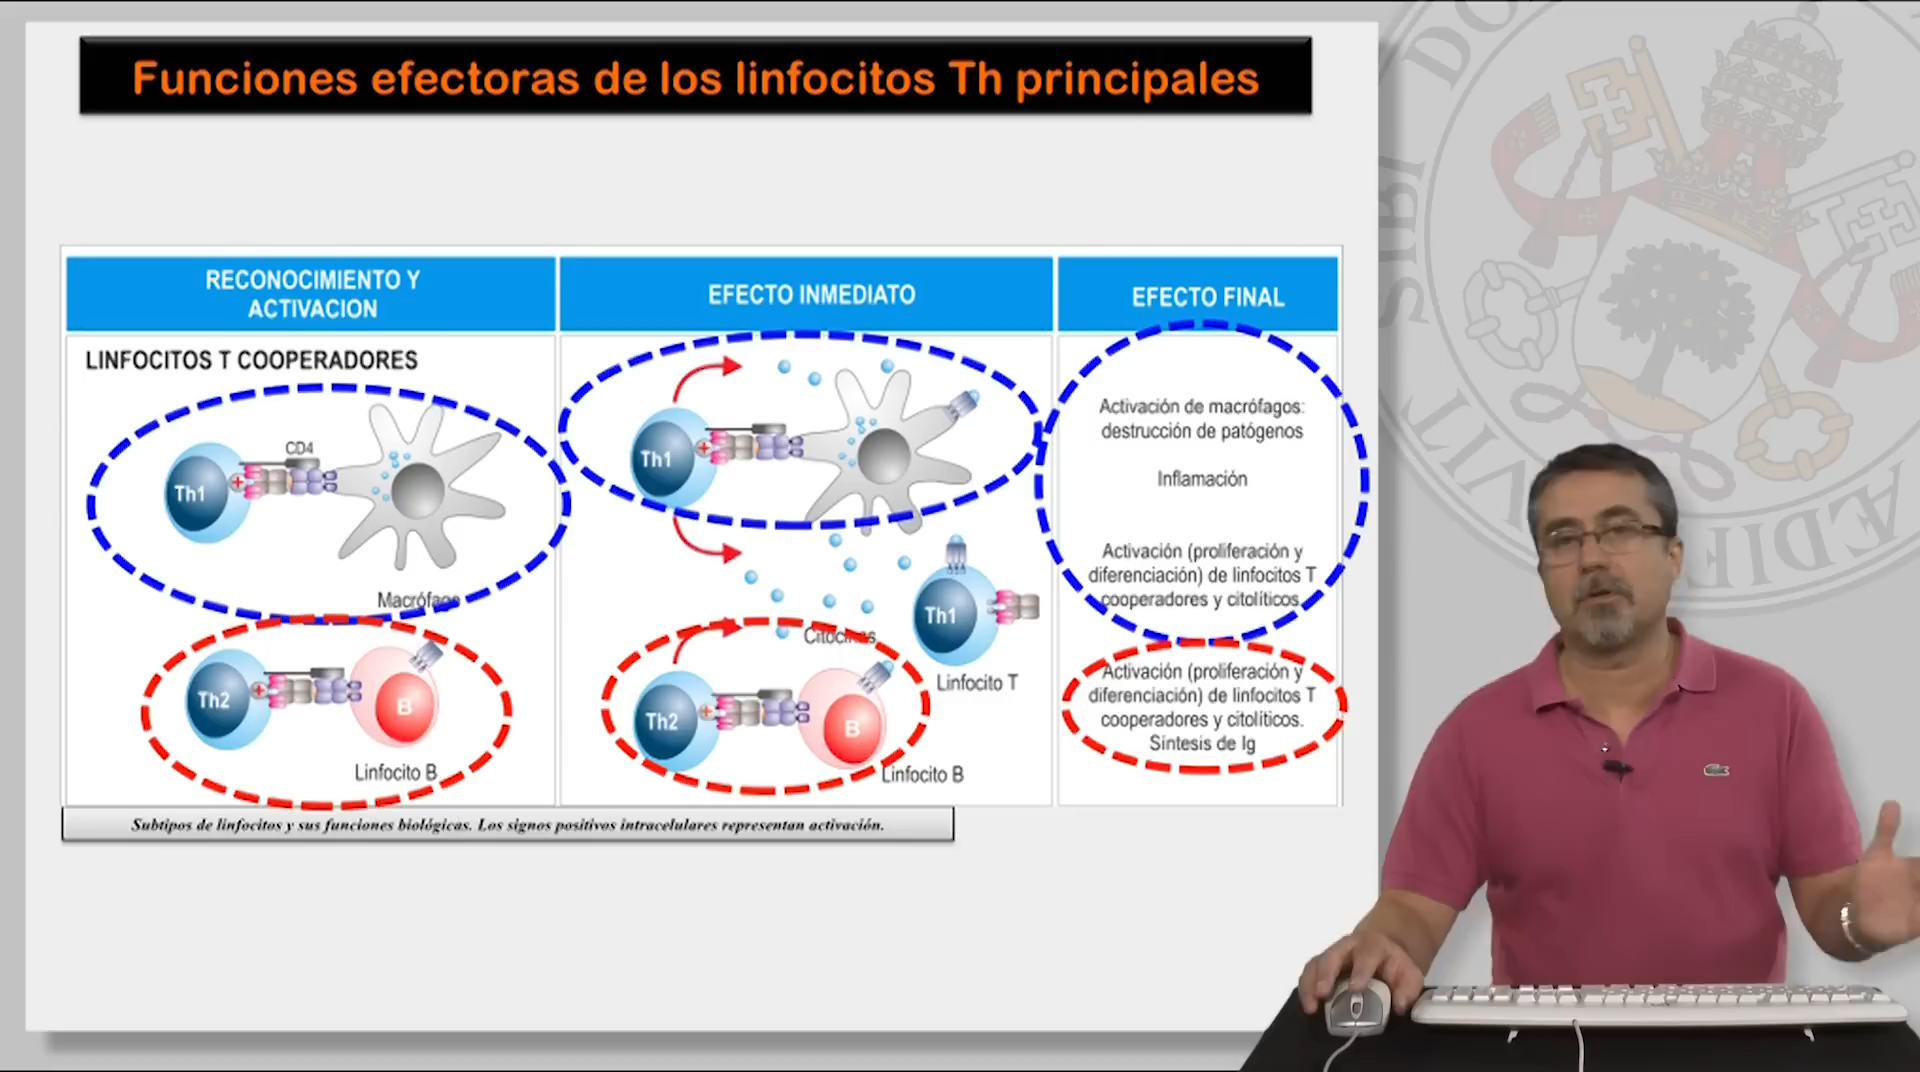 Funciones efectoras de los linfocitos Th principales
RECONOCIMIENTO Y
ACTIVACION
EFECTO INMEDIATO
EFECTO FINAL
LINFOCITOS T COOPERADORES
CD4
Th1
Macrófago
Th2
B
Linfocito B
Th1
Citocinas
Th1
Linfocito T
Th2
B
Linfocito B
Activación de macrófagos:
destrucción de patógenos
Inflamación
Activación (proliferación y
diferenciación) de linfocitos T
cooperadores y citolíticos.
Activación (proliferación y
diferenciación) de linfocitos T
cooperadores y citolíticos.
Síntesis de Ig
Subtipos de linfocitos y sus funciones biológicas. Los signos positivos intracelulares representan activación.